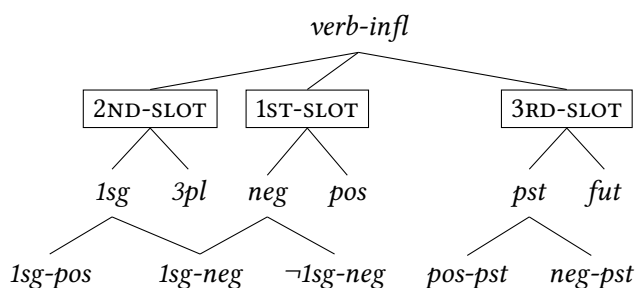 verb-infl
2ND-SLOT 1ST-SLOT 3RD-SLOT
1sg 3pl neg pos pst fut
1sg-pos 1sg-neg ¬1sg-neg pos-pst neg-pst